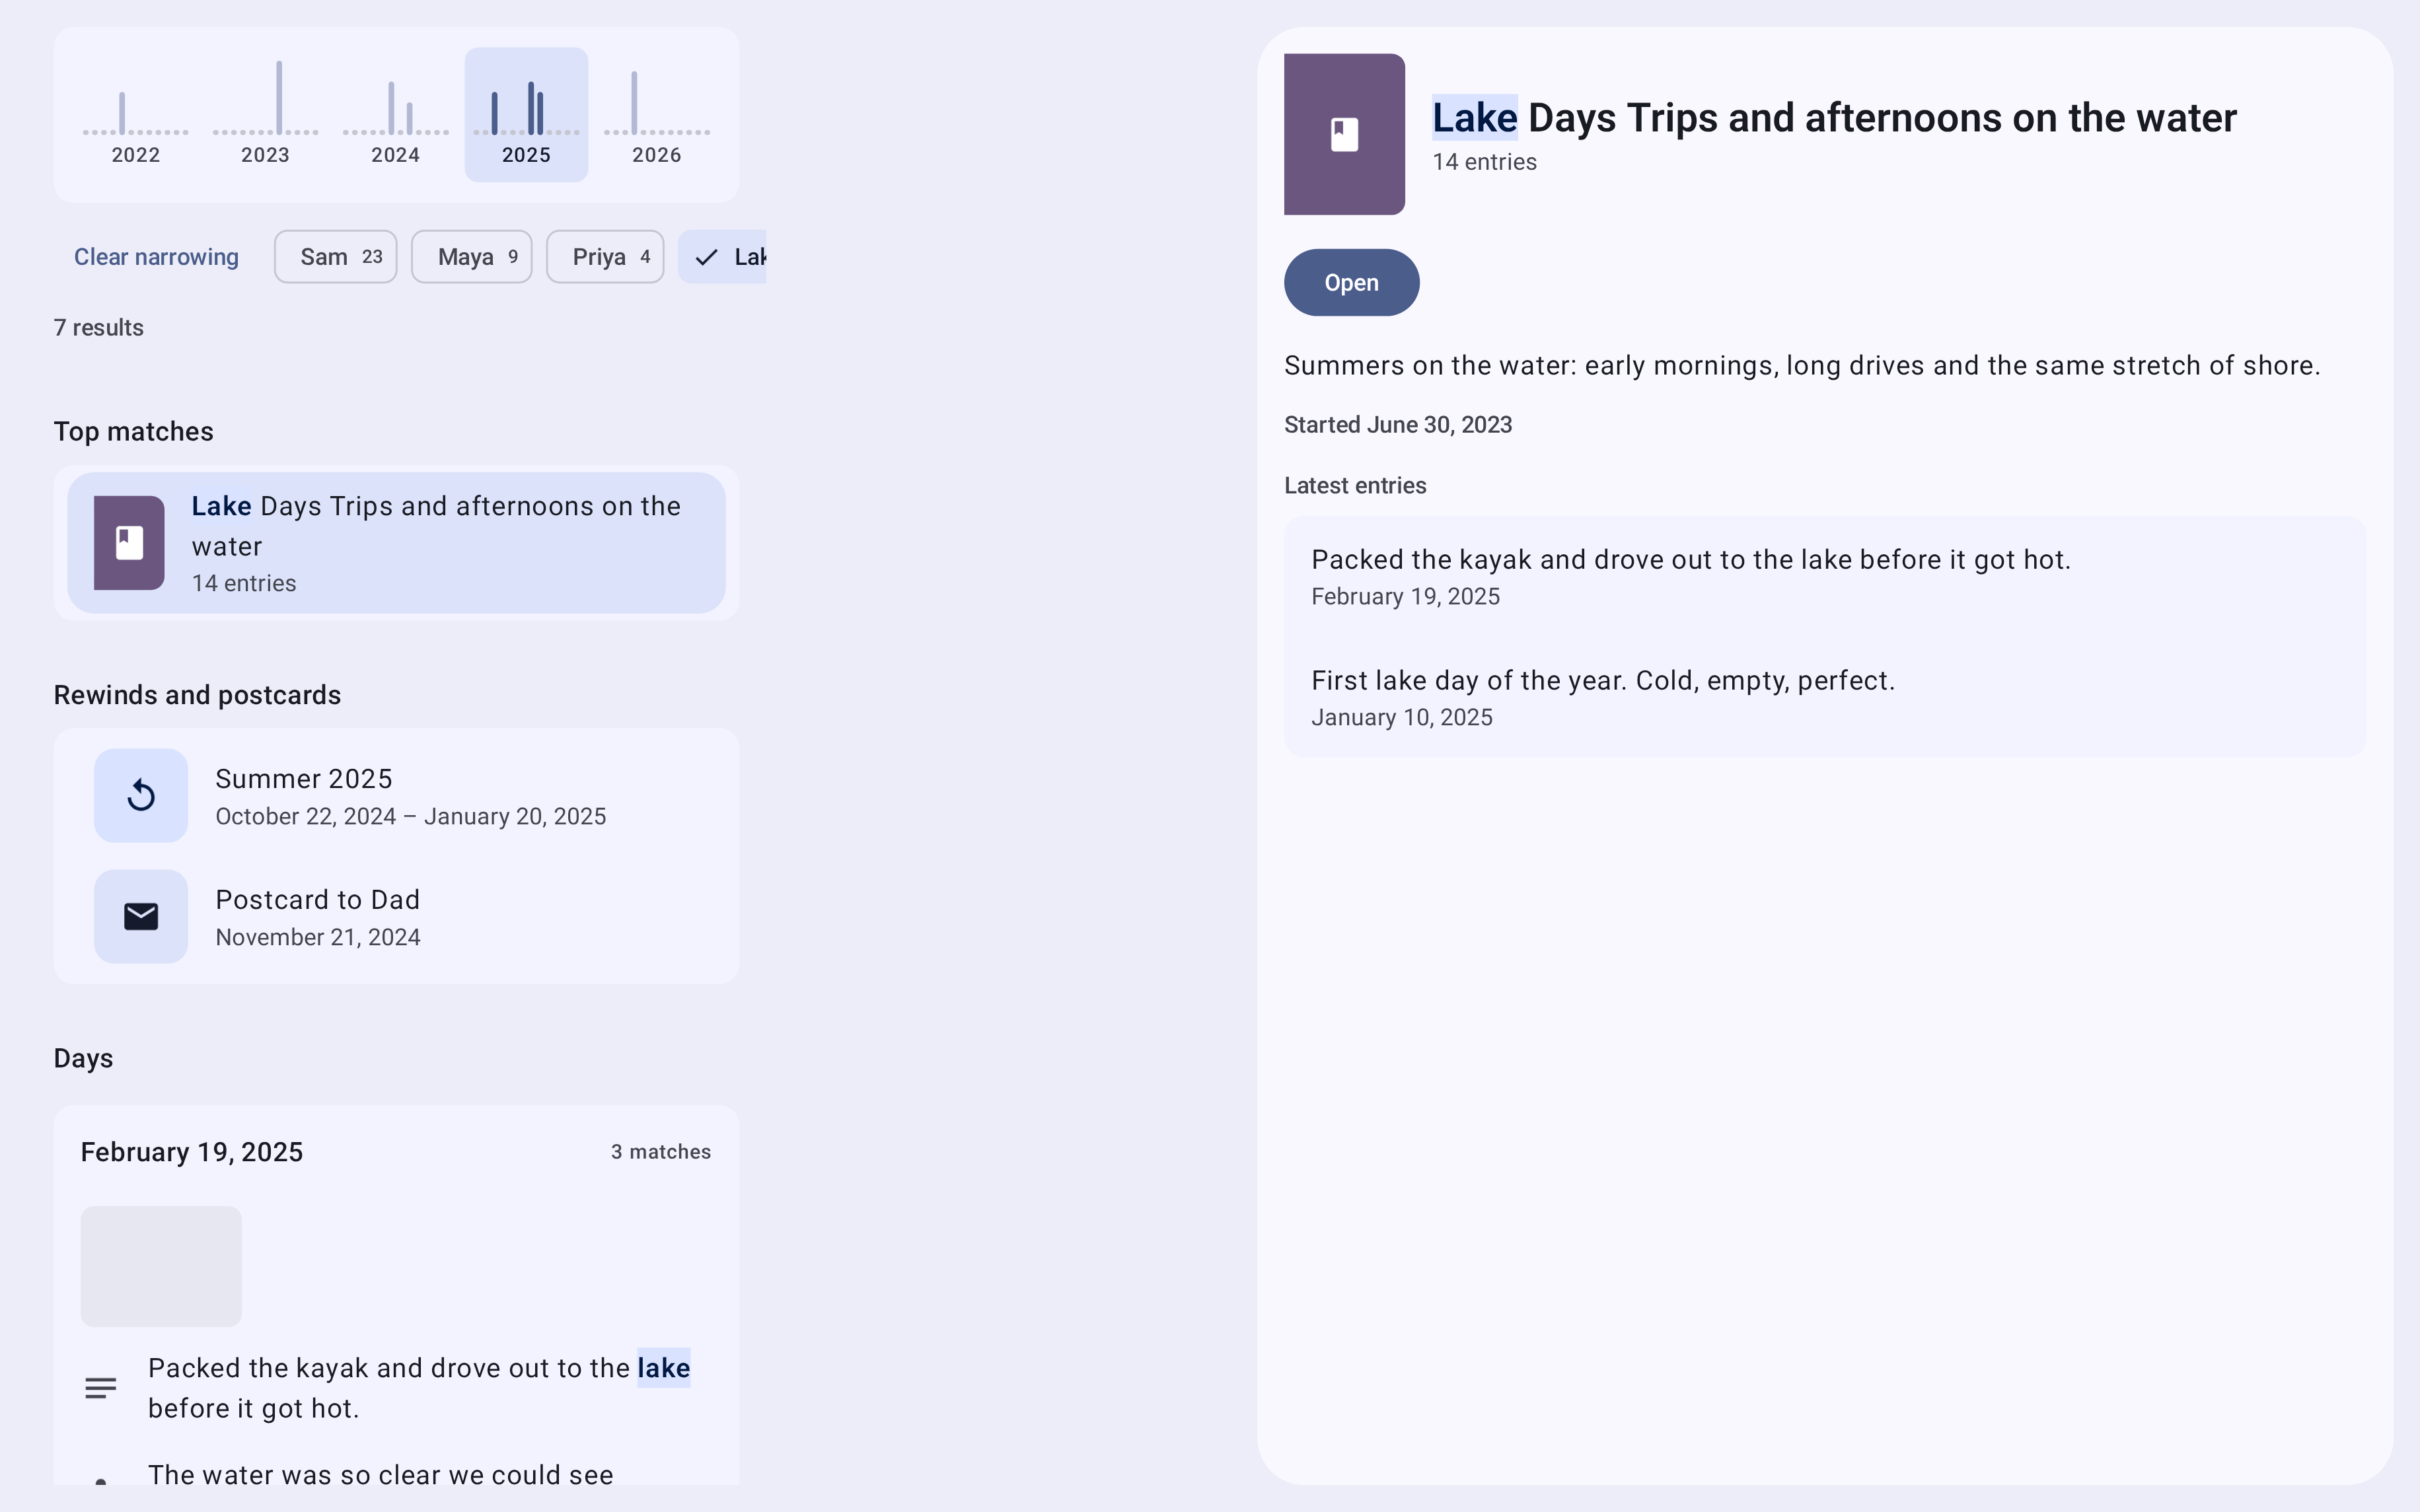 2022
2023
2024
2025
2026
Clear narrowing
Sam 23
Maya 9
Priya 4
7 results
Top matches
Lake Days Trips and afternoons on the
water
14 entries
Rewinds and postcards
Summer 2025
October 22, 2024 – January 20, 2025
Postcard to Dad
November 21, 2024
Days
February 19, 2025
3 matches
Packed the kayak and drove out to the lake
before it got hot.
The water was so clear we could see
Lake Days Trips and afternoons on the water
14 entries
Open
Summers on the water: early mornings, long drives and the same stretch of shore.
Started June 30, 2023
Latest entries
Packed the kayak and drove out to the lake before it got hot.
February 19, 2025
First lake day of the year. Cold, empty, perfect.
January 10, 2025